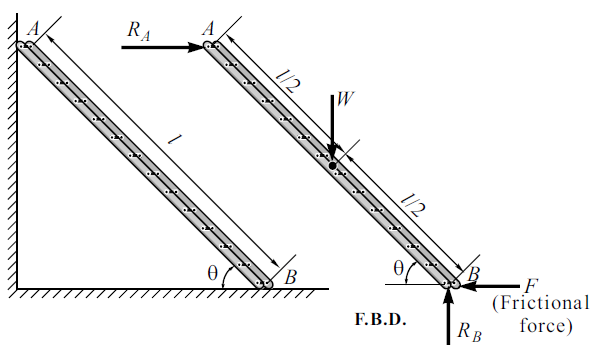 A
l
θ
B
R_A
A
l/2
W
l/2
θ
B
F
(Frictional
force)
F.B.D.
R_B